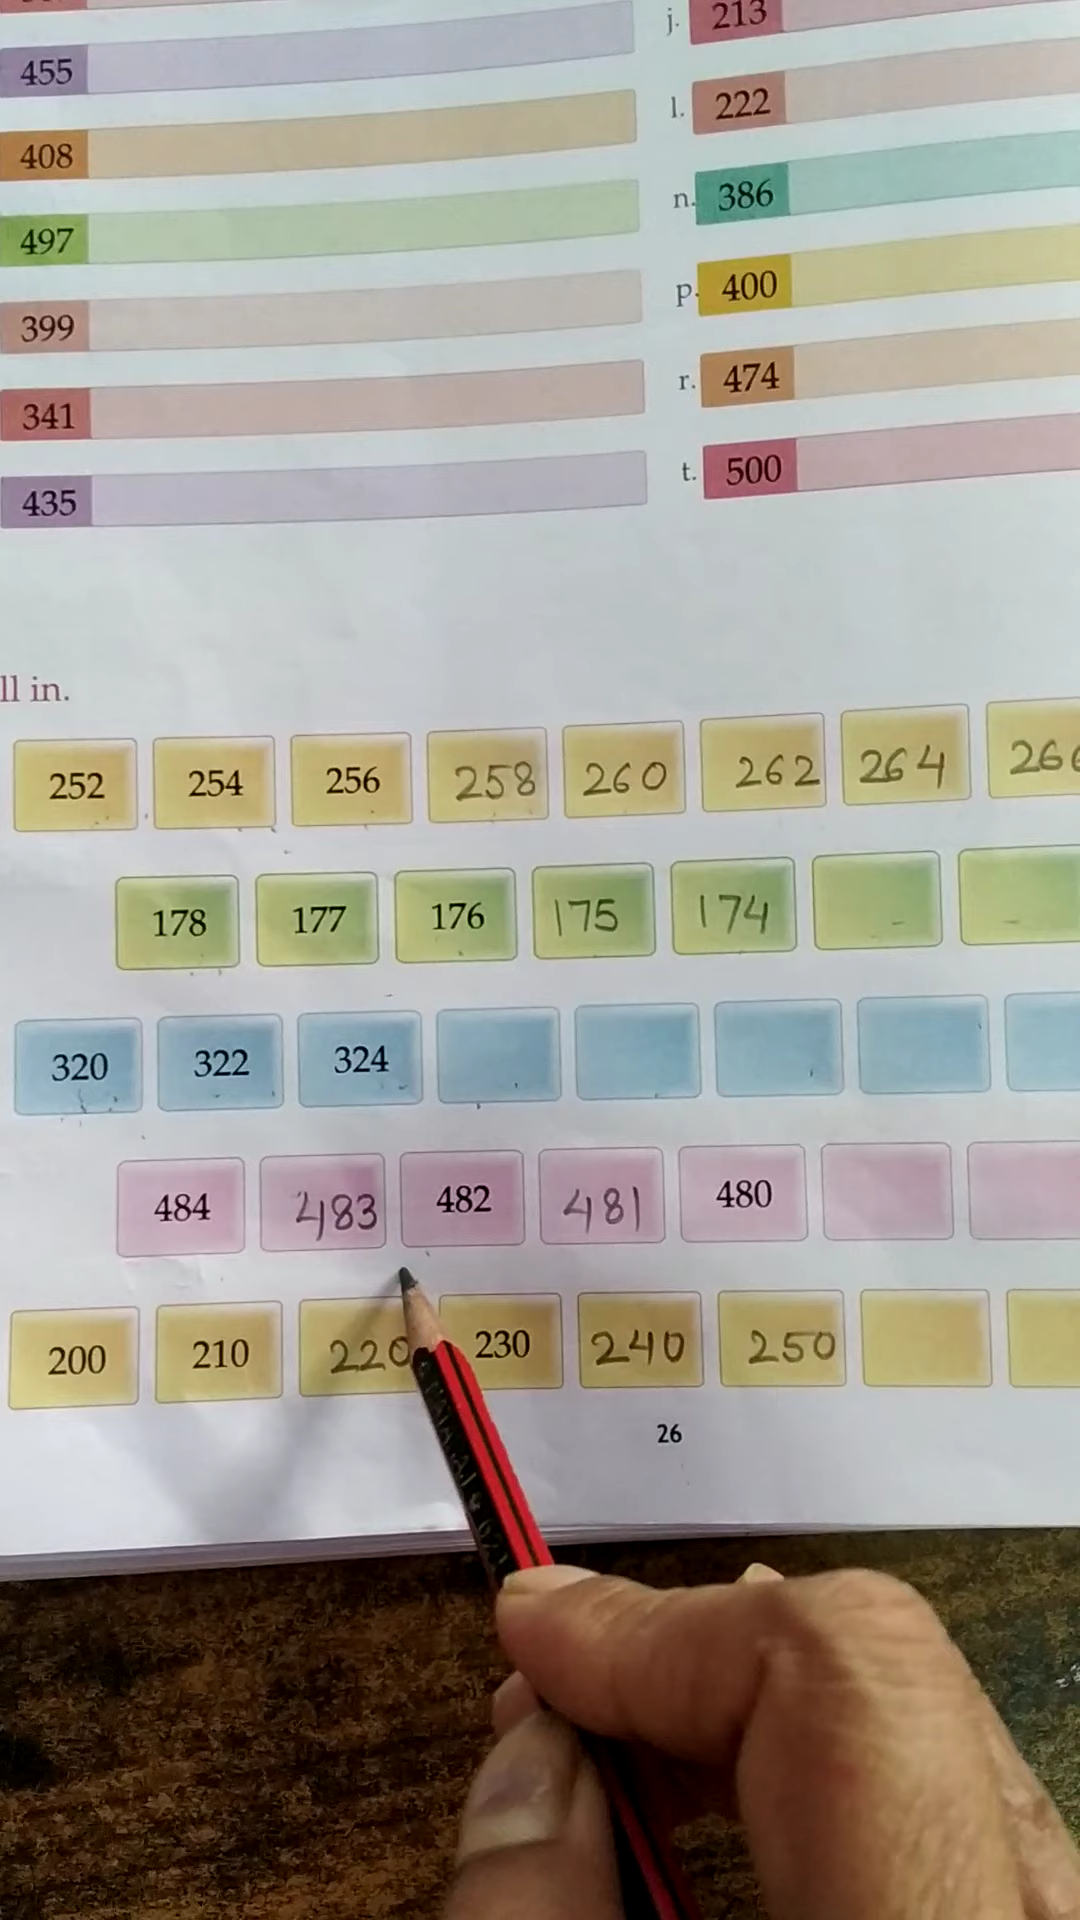 455
j. 213
408
l. 222
497
n. 386
399
p. 400
341
r. 474
435
t. 500
ll in.
252 254 256 258 260 262 264 266
178 177 176 175 174
320 322 324
484 483 482 481 480
200 210 220 230 240 250
26